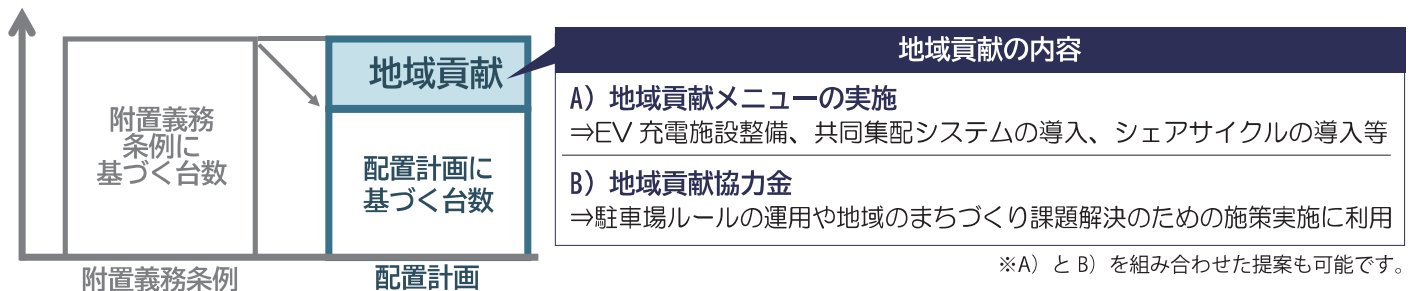 附置義務
条例に
基づく台数
附置義務条例
地域貢献
配置計画に
基づく台数
配置計画
地域貢献の内容
A）地域貢献メニューの実施
⇒EV 充電施設整備、共同集配システムの導入、シェアサイクルの導入等
B）地域貢献協力金
⇒駐車場ルールの運用や地域のまちづくり課題解決のための施策実施に利用
※A）と B）を組み合わせた提案も可能です。